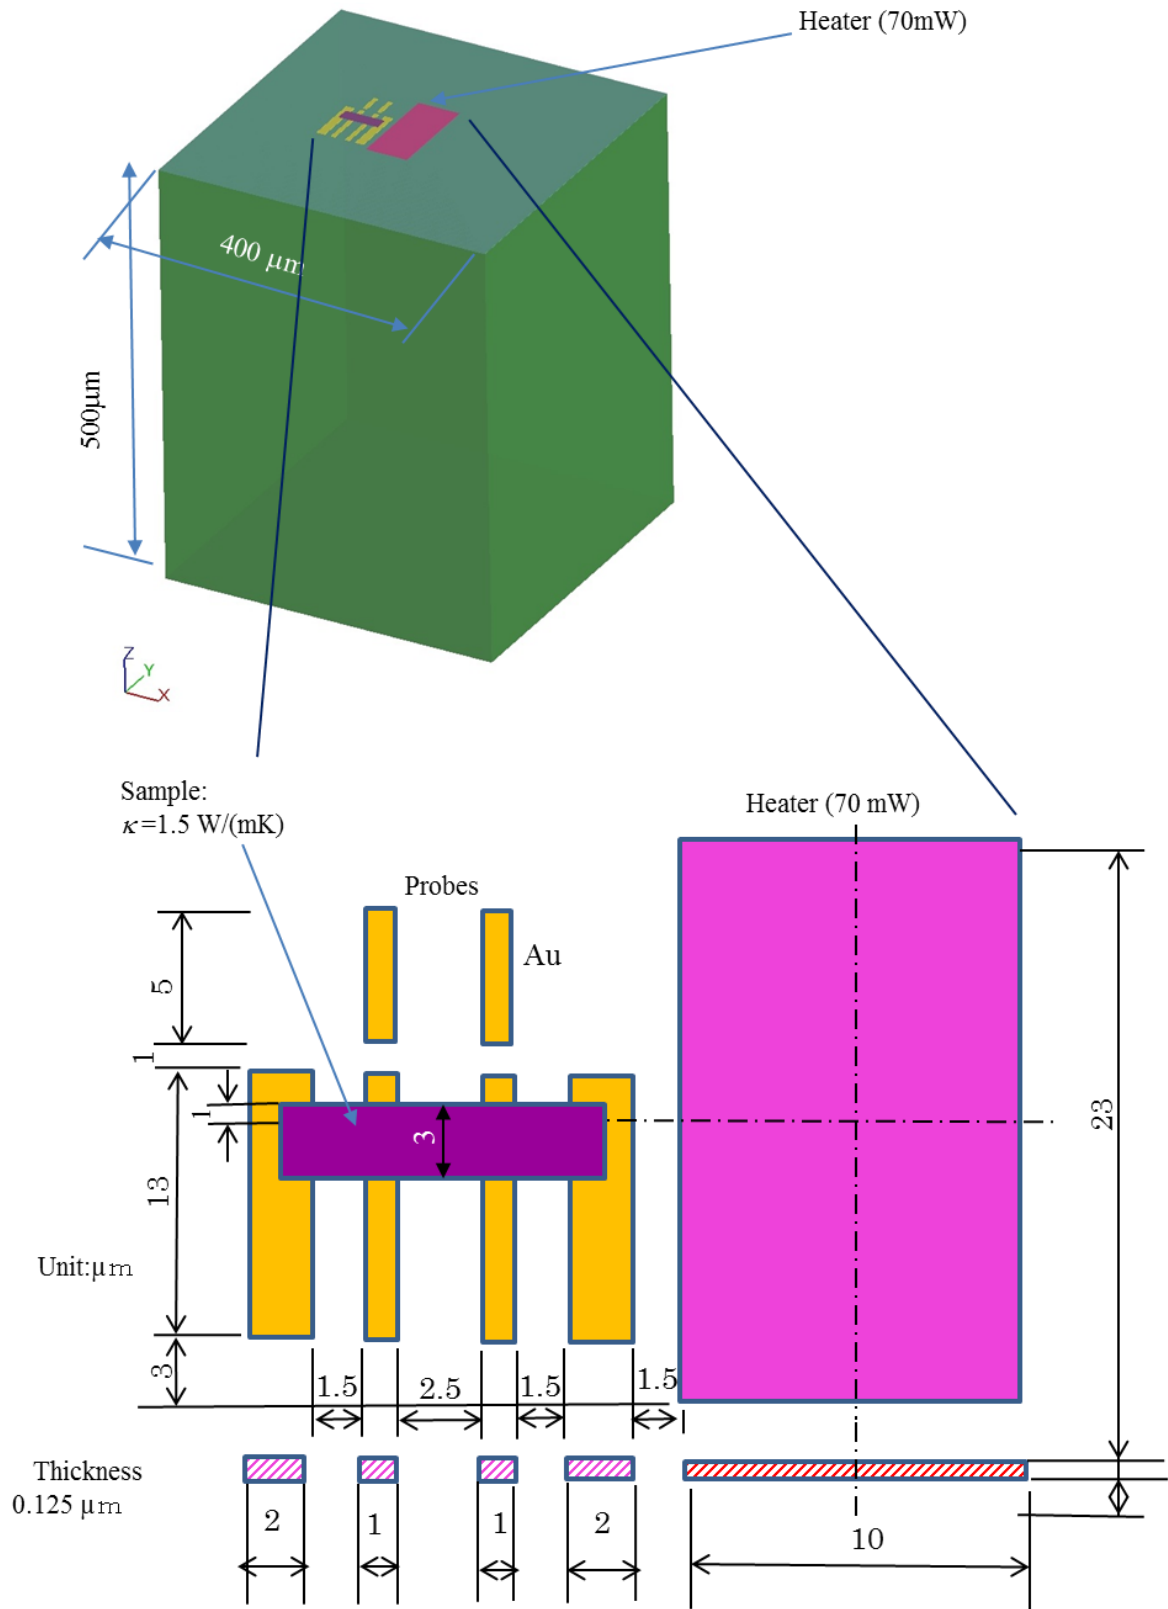 Heater (70mW)
400 μm
500μm
Z
Y
X
Sample:
κ=1.5 W/(mK)
Heater (70 mW)
Probes
Au
5
1
1
3
23
13
Unit:μm
3
1.5
2.5
1.5
1.5
Thickness
0.125 μm
2
1
1
2
10